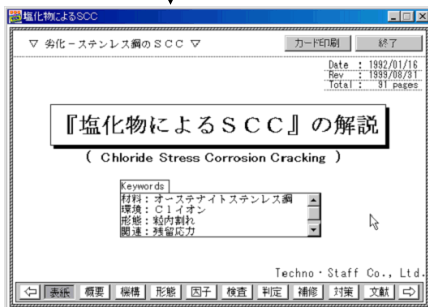 塩化物によるSCC
▽ 劣化-ステンレス鋼のSCC ▽
カード印刷
終了
Date : 1992/01/16
Rev : 1999/08/31
Total : 91 pages
『塩化物によるSCC』の解説
( Chloride Stress Corrosion Cracking )
Keywords
材料:オーステナイトステンレス鋼
環境:Clイオン
形態:粒内割れ
関連:残留応力
Techno・Staff Co., Ltd.
表紙 概要 機構 形態 因子 検査 判定 補修 対策 文献